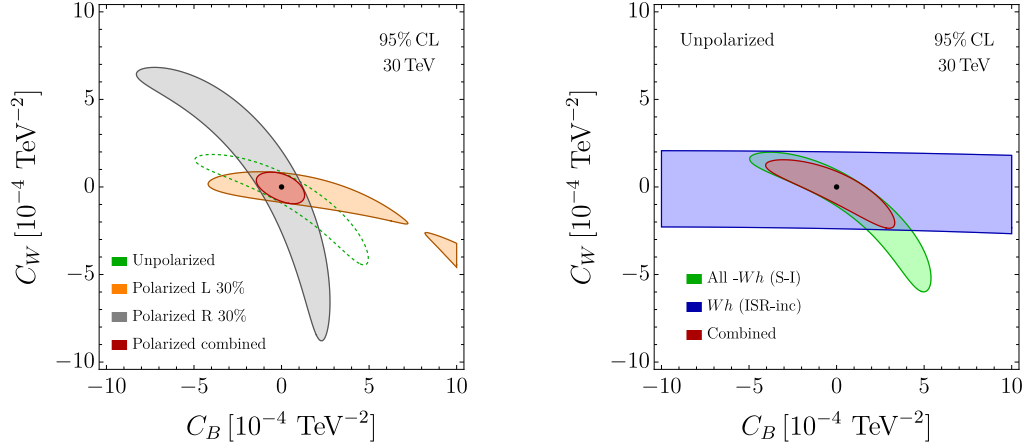 95% CL
30 TeV
10
5
0
−5
−10
C_W [10^{-4} TeV^{-2}]
Unpolarized
Polarized L 30%
Polarized R 30%
Polarized combined
−10 −5 0 5 10
C_B [10^{-4} TeV^{-2}]
Unpolarized
95% CL
30 TeV
10
5
0
−5
−10
C_W [10^{-4} TeV^{-2}]
All -Wh (S-I)
Wh (ISR-inc)
Combined
−10 −5 0 5 10
C_B [10^{-4} TeV^{-2}]